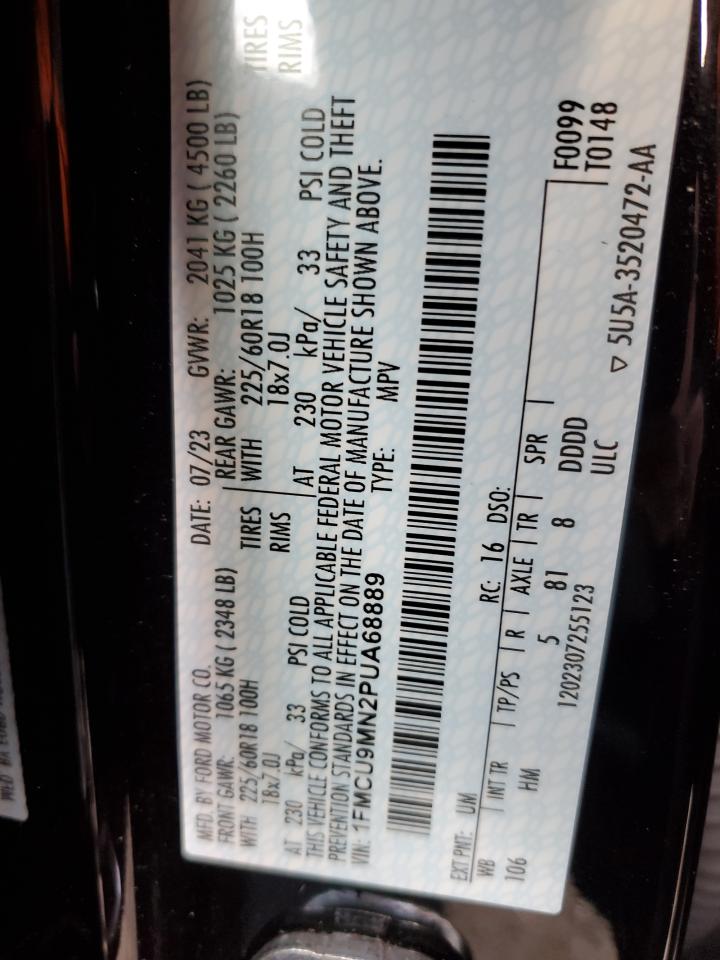 MFD. BY FORD MOTOR CO.
DATE: 07/23 GVWR: 2041 KG ( 4500 LB)
FRONT GAWR: 1065 KG ( 2348 LB) REAR GAWR: 1025 KG ( 2260 LB)
WITH 225/60R18 100H TIRES WITH 225/60R18 100H TIRES
18x7.0J RIMS 18x7.0J RIMS
AT 230 kPa/ 33 PSI COLD AT 230 kPa/ 33 PSI COLD
THIS VEHICLE CONFORMS TO ALL APPLICABLE FEDERAL MOTOR VEHICLE SAFETY AND THEFT
PREVENTION STANDARDS IN EFFECT ON THE DATE OF MANUFACTURE SHOWN ABOVE.
VIN: 1FMCU9MN2PUA68889 TYPE: MPV
EXT PNT: UM RC: 16 DSO: F0099
WB INT TR TP/PS R AXLE TR SPR T0148
106 HM 5 81 8 DDDD
1202307255123 ULC ▽ 5U5A-3520472-AA